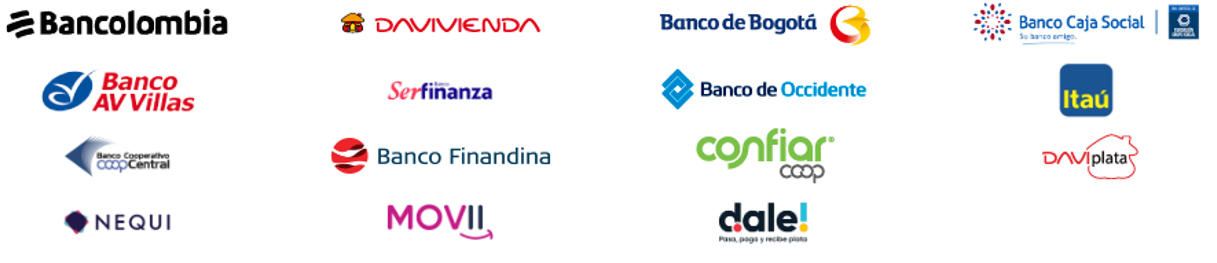 Bancolombia
DAVIVIENDA
Banco de Bogotá
Banco Caja Social
Su banco amigo.
Banco
AV Villas
Banco
Serfinanza
Banco de Occidente
Itaú
Banco Cooperativo
coopCentral
Banco Finandina
confiar®
coop
DAVIplata
NEQUI
MOVII
dale!
Pasa, paga y recibe plata